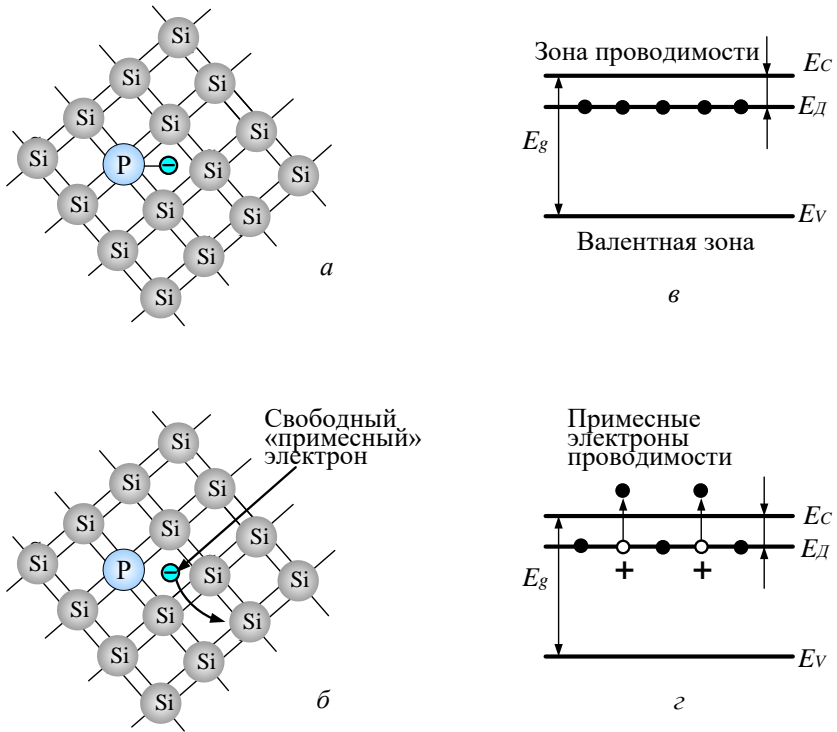 Si
Si
Si
Si
Si
Si
Si
Si
P
−
Si
Si
Si
Si
Si
Si
Si
Si
а
Зона проводимости
EC
EД
Eg
EV
Валентная зона
в
Свободный
«примесный»
электрон
Si
Si
Si
Si
Si
Si
Si
P
−
Si
Si
Si
Si
Si
Si
Si
Si
Si
б
Примесные
электроны
проводимости
EC
EД
+ +
Eg
EV
г